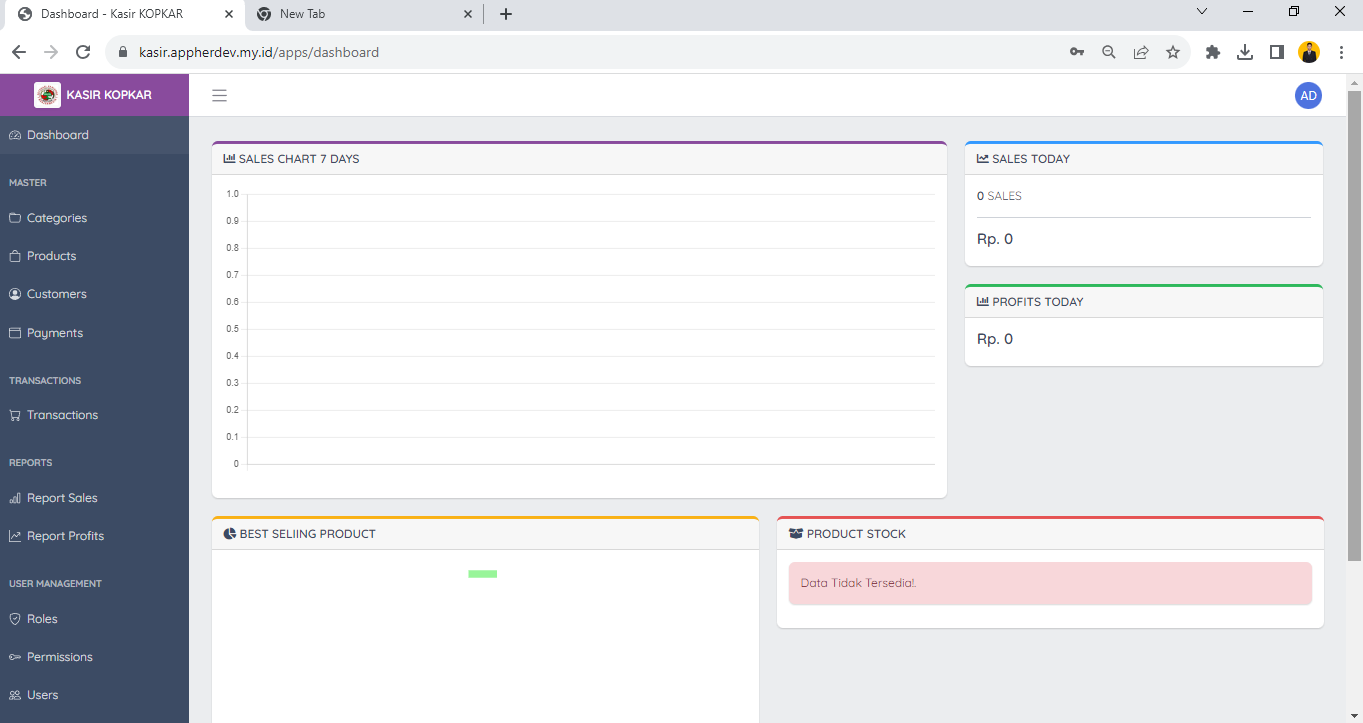 Dashboard - Kasir KOPKAR
New Tab
kasir.appherdev.my.id/apps/dashboard
KASIR KOPKAR
AD
Dashboard
MASTER
Categories
Products
Customers
Payments
TRANSACTIONS
Transactions
REPORTS
Report Sales
Report Profits
USER MANAGEMENT
Roles
Permissions
Users
SALES CHART 7 DAYS
1.0
0.9
0.8
0.7
0.6
0.5
0.4
0.3
0.2
0.1
0
SALES TODAY
0 SALES
Rp. 0
PROFITS TODAY
Rp. 0
BEST SELIING PRODUCT
PRODUCT STOCK
Data Tidak Tersedia!.